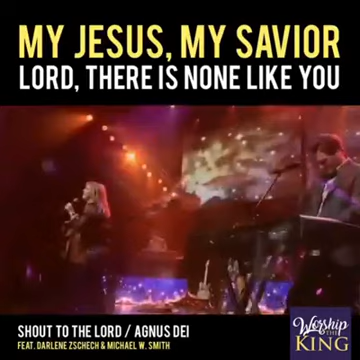 MY JESUS, MY SAVIOR
LORD, THERE IS NONE LIKE YOU
SHOUT TO THE LORD / AGNUS DEI
FEAT. DARLENE ZSCHECH & MICHAEL W. SMITH
Worship
THE
KING